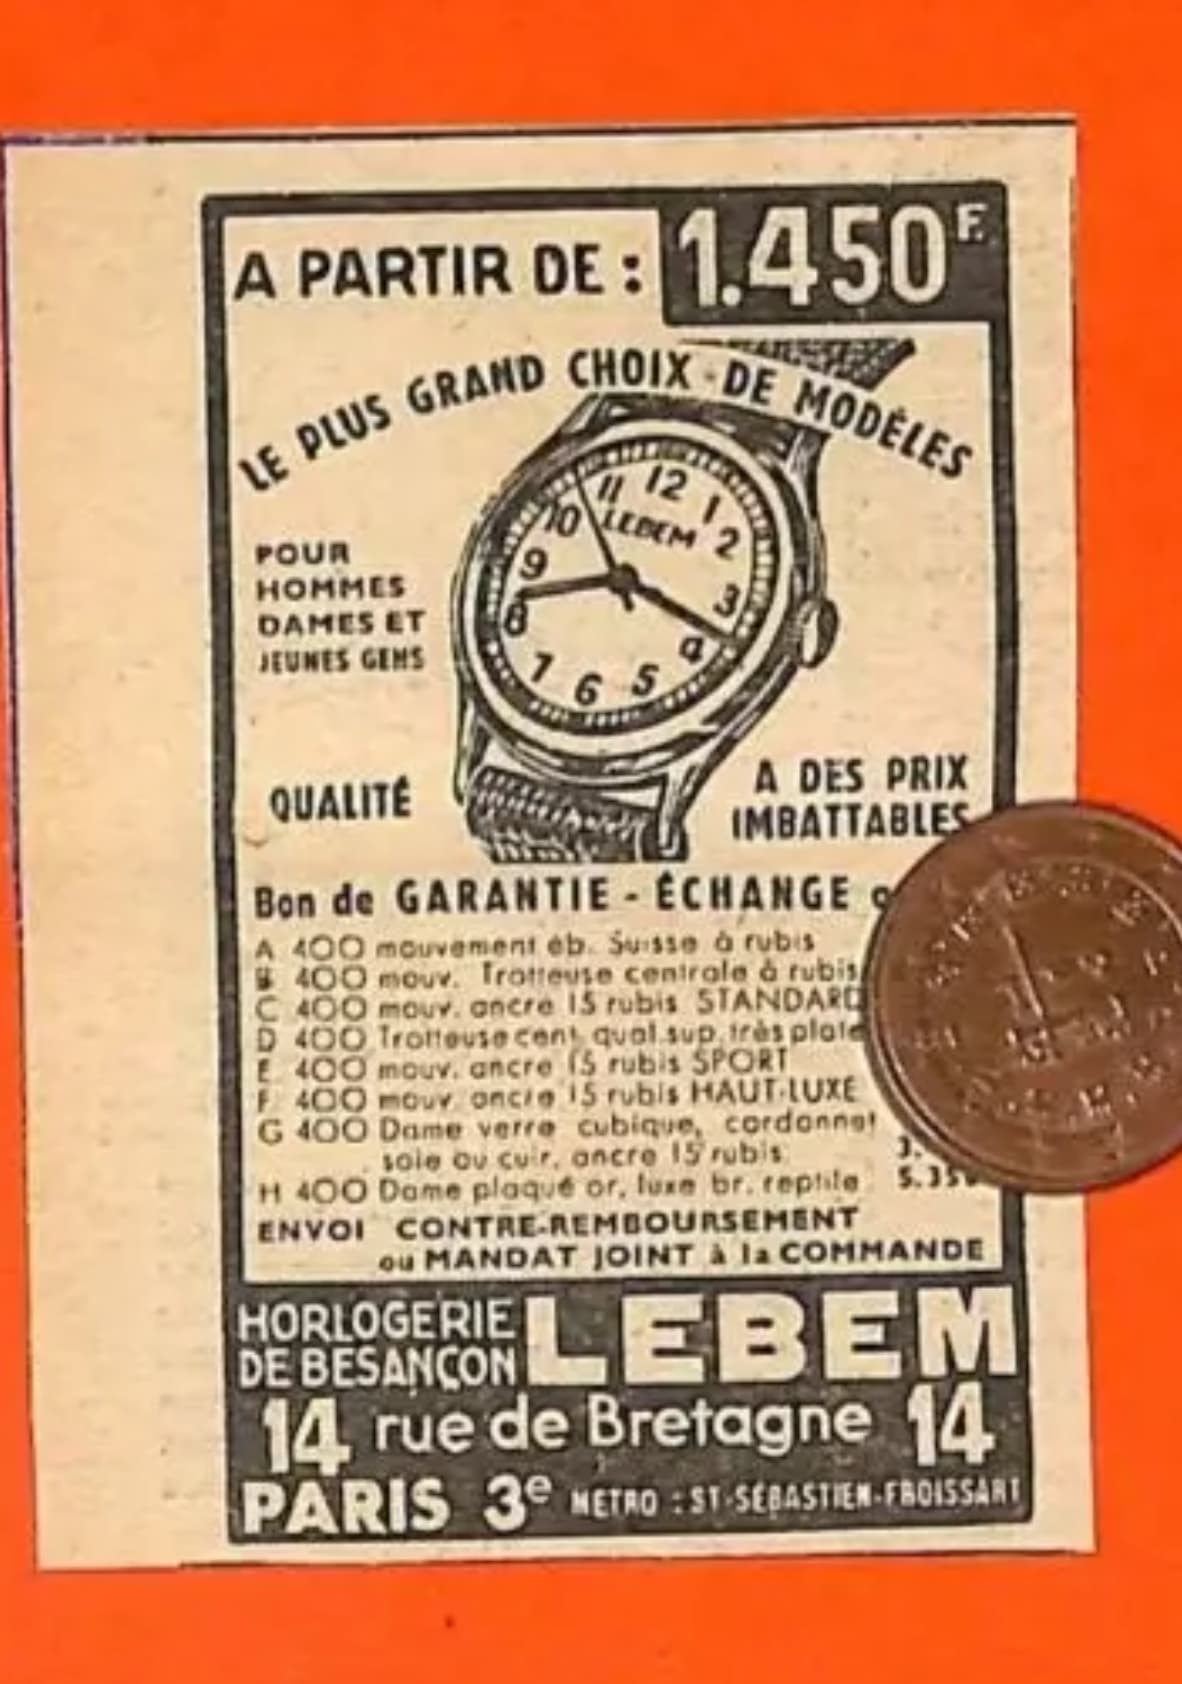 A PARTIR DE : 1.450F.
LE PLUS GRAND CHOIX DE MODÈLES
11 12 1
10 LEBEM 2
9 3
8 4
7 6 5
POUR
HOMMES
DAMES ET
JEUNES GENS
QUALITÉ
A DES PRIX
IMBATTABLES
Bon de GARANTIE - ÉCHANGE
A 400 mouvement éb. Suisse à rubis
B 400 mouv. Trotteuse centrale à rubis
C 400 mouv. ancre 15 rubis STANDARD
D 400 Trotteuse cent. qual. sup. très plate
E 400 mouv. ancre 15 rubis SPORT
F 400 mouv. ancre 15 rubis HAUT-LUXE
G 400 Dame verre cubique, cordonnet
soie ou cuir, ancre 15 rubis
H 400 Dame plaqué or, luxe br. reptile
ENVOI CONTRE-REMBOURSEMENT
ou MANDAT JOINT à la COMMANDE
HORLOGERIE
DE BESANÇON
LEBEM
14 rue de Bretagne 14
PARIS 3e METRO : ST-SÉBASTIEN-FROISSART